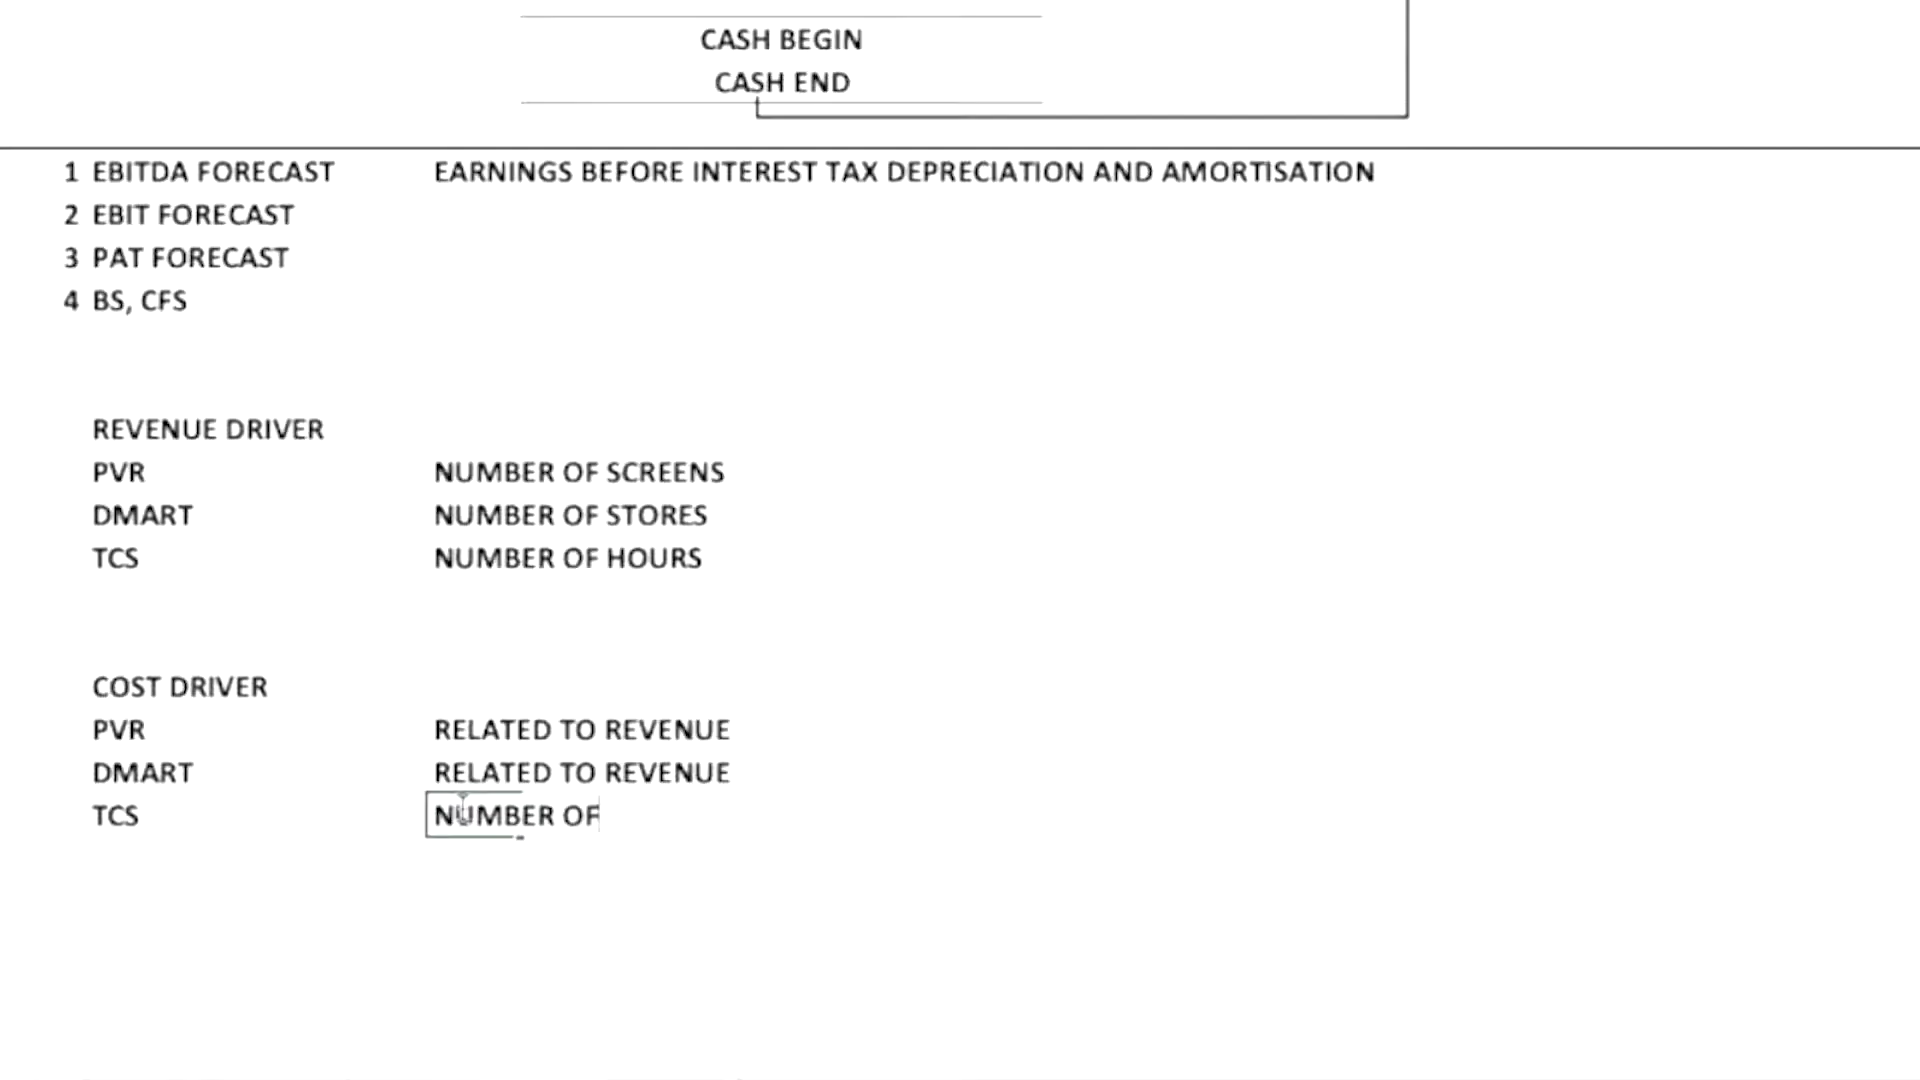 CASH BEGIN
CASH END
1 EBITDA FORECAST EARNINGS BEFORE INTEREST TAX DEPRECIATION AND AMORTISATION
2 EBIT FORECAST
3 PAT FORECAST
4 BS, CFS
REVENUE DRIVER
PVR NUMBER OF SCREENS
DMART NUMBER OF STORES
TCS NUMBER OF HOURS
COST DRIVER
PVR RELATED TO REVENUE
DMART RELATED TO REVENUE
TCS NUMBER OF